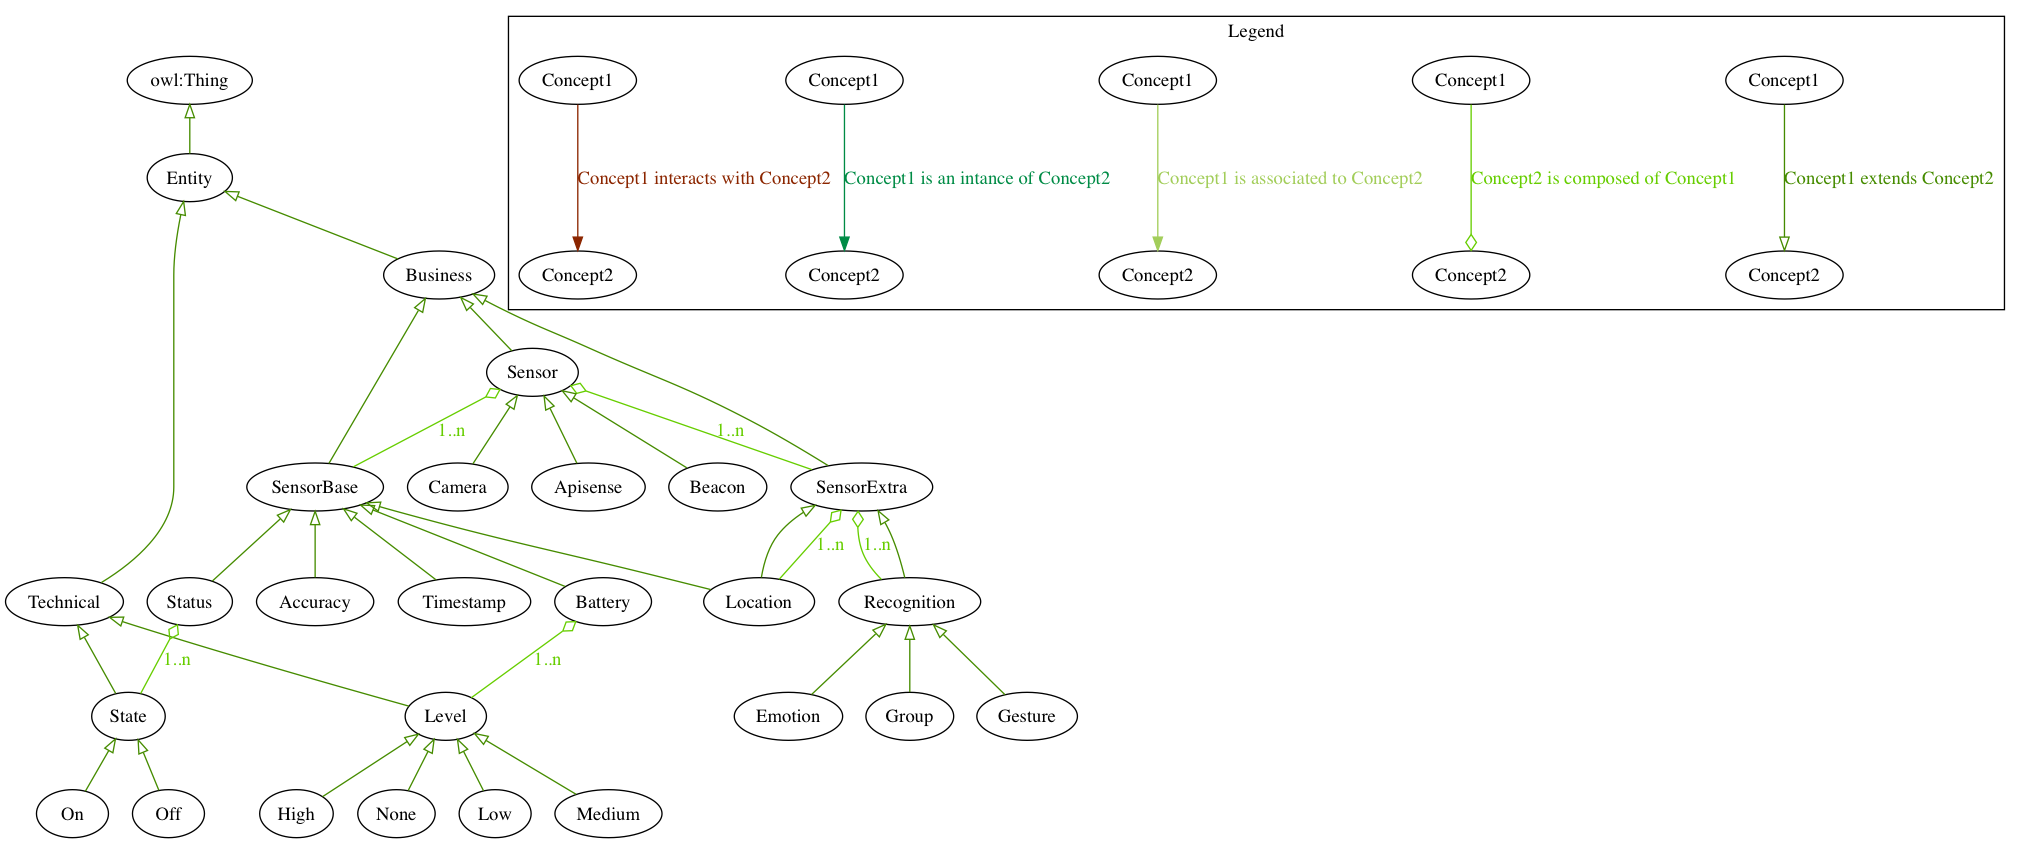 Legend
owl:Thing
Concept1
Concept1
Concept1
Concept1
Concept1
Entity
Concept1 interacts with Concept2
Concept1 is an intance of Concept2
Concept1 is associated to Concept2
Concept2 is composed of Concept1
Concept1 extends Concept2
Business
Concept2
Concept2
Concept2
Concept2
Concept2
Sensor
1..n
1..n
SensorBase
Camera
Apisense
Beacon
SensorExtra
1..n
1..n
Technical
Status
Accuracy
Timestamp
Battery
Location
Recognition
1..n
1..n
State
Level
Emotion
Group
Gesture
On
Off
High
None
Low
Medium